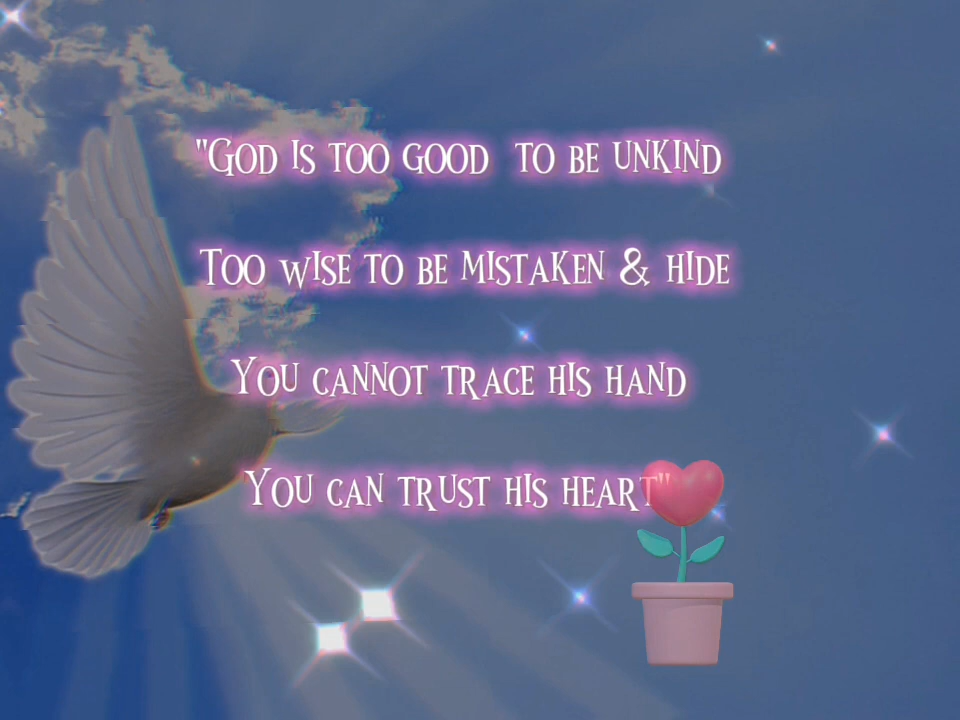 "God is too good to be unkind
Too wise to be mistaken & hide
You cannot trace his hand
You can trust his heart"